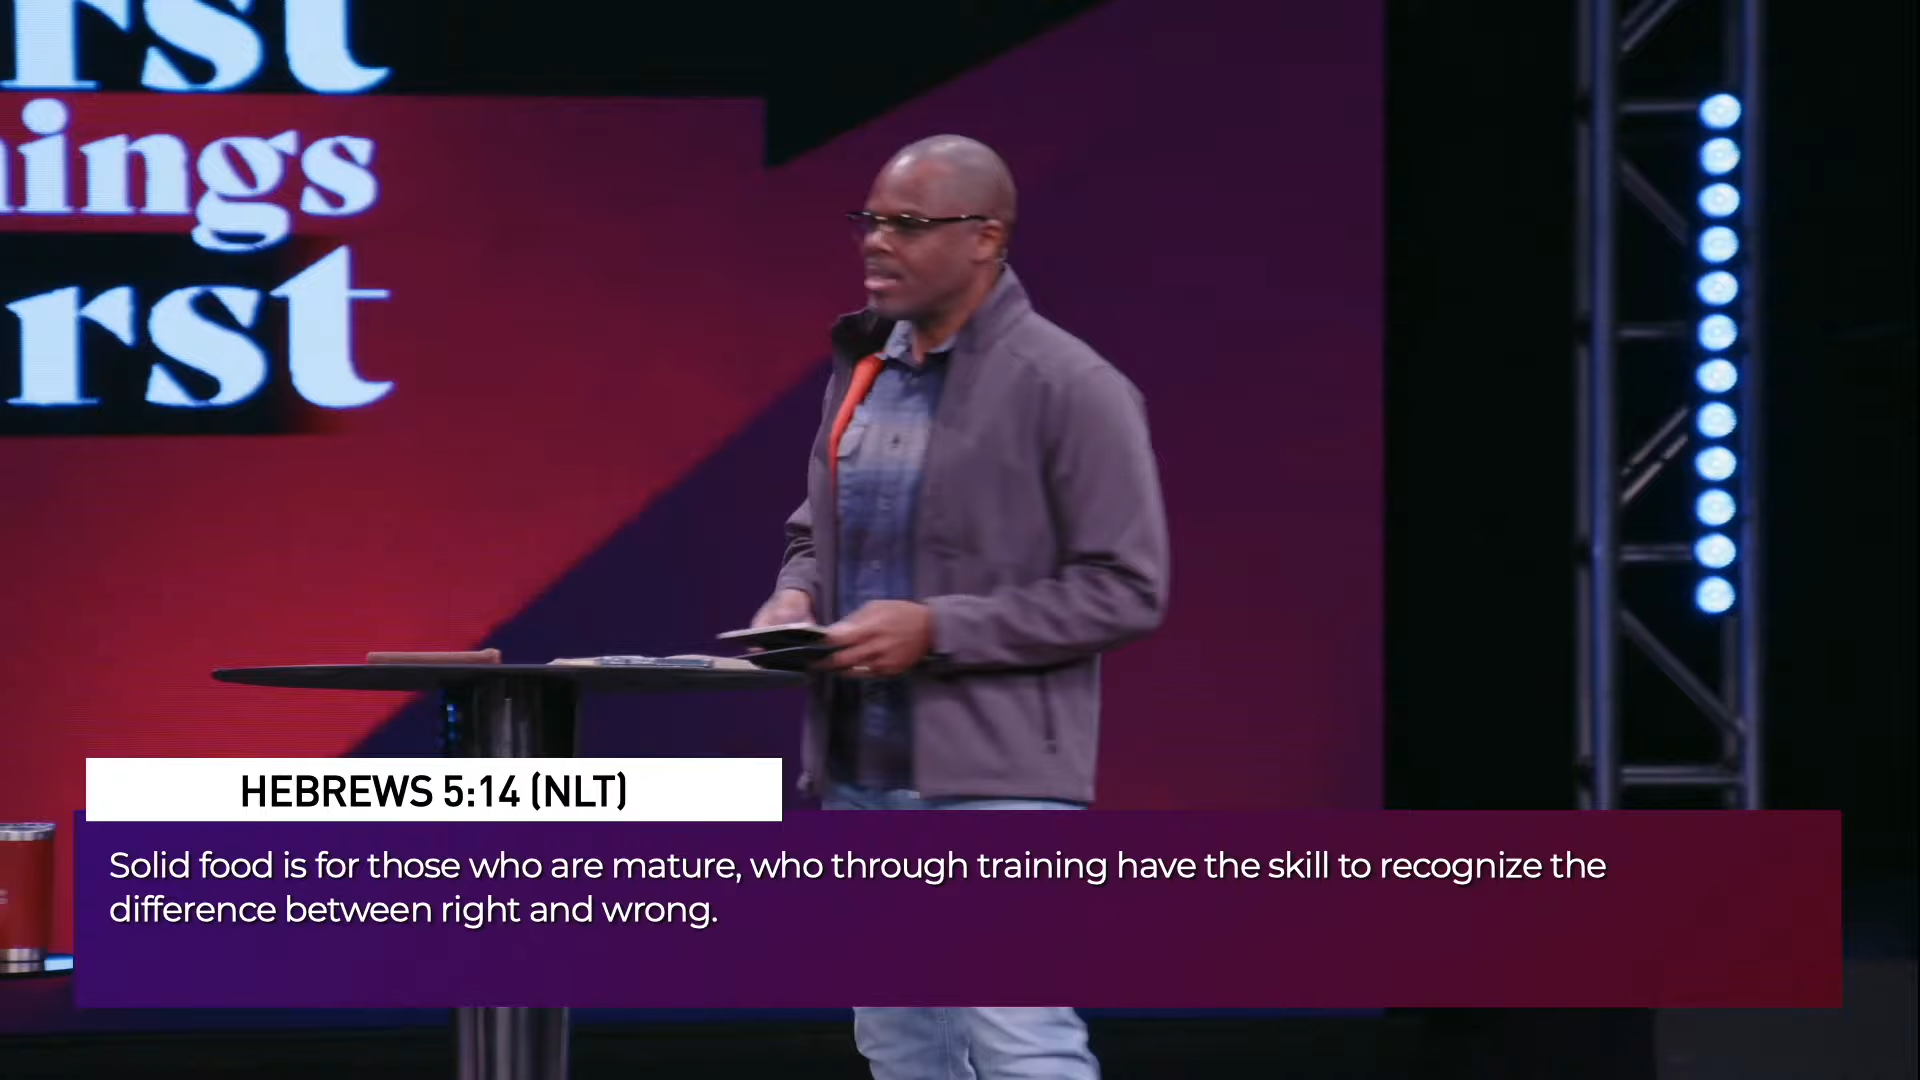 rst
ings
rst
HEBREWS 5:14 (NLT)
Solid food is for those who are mature, who through training have the skill to recognize the
difference between right and wrong.